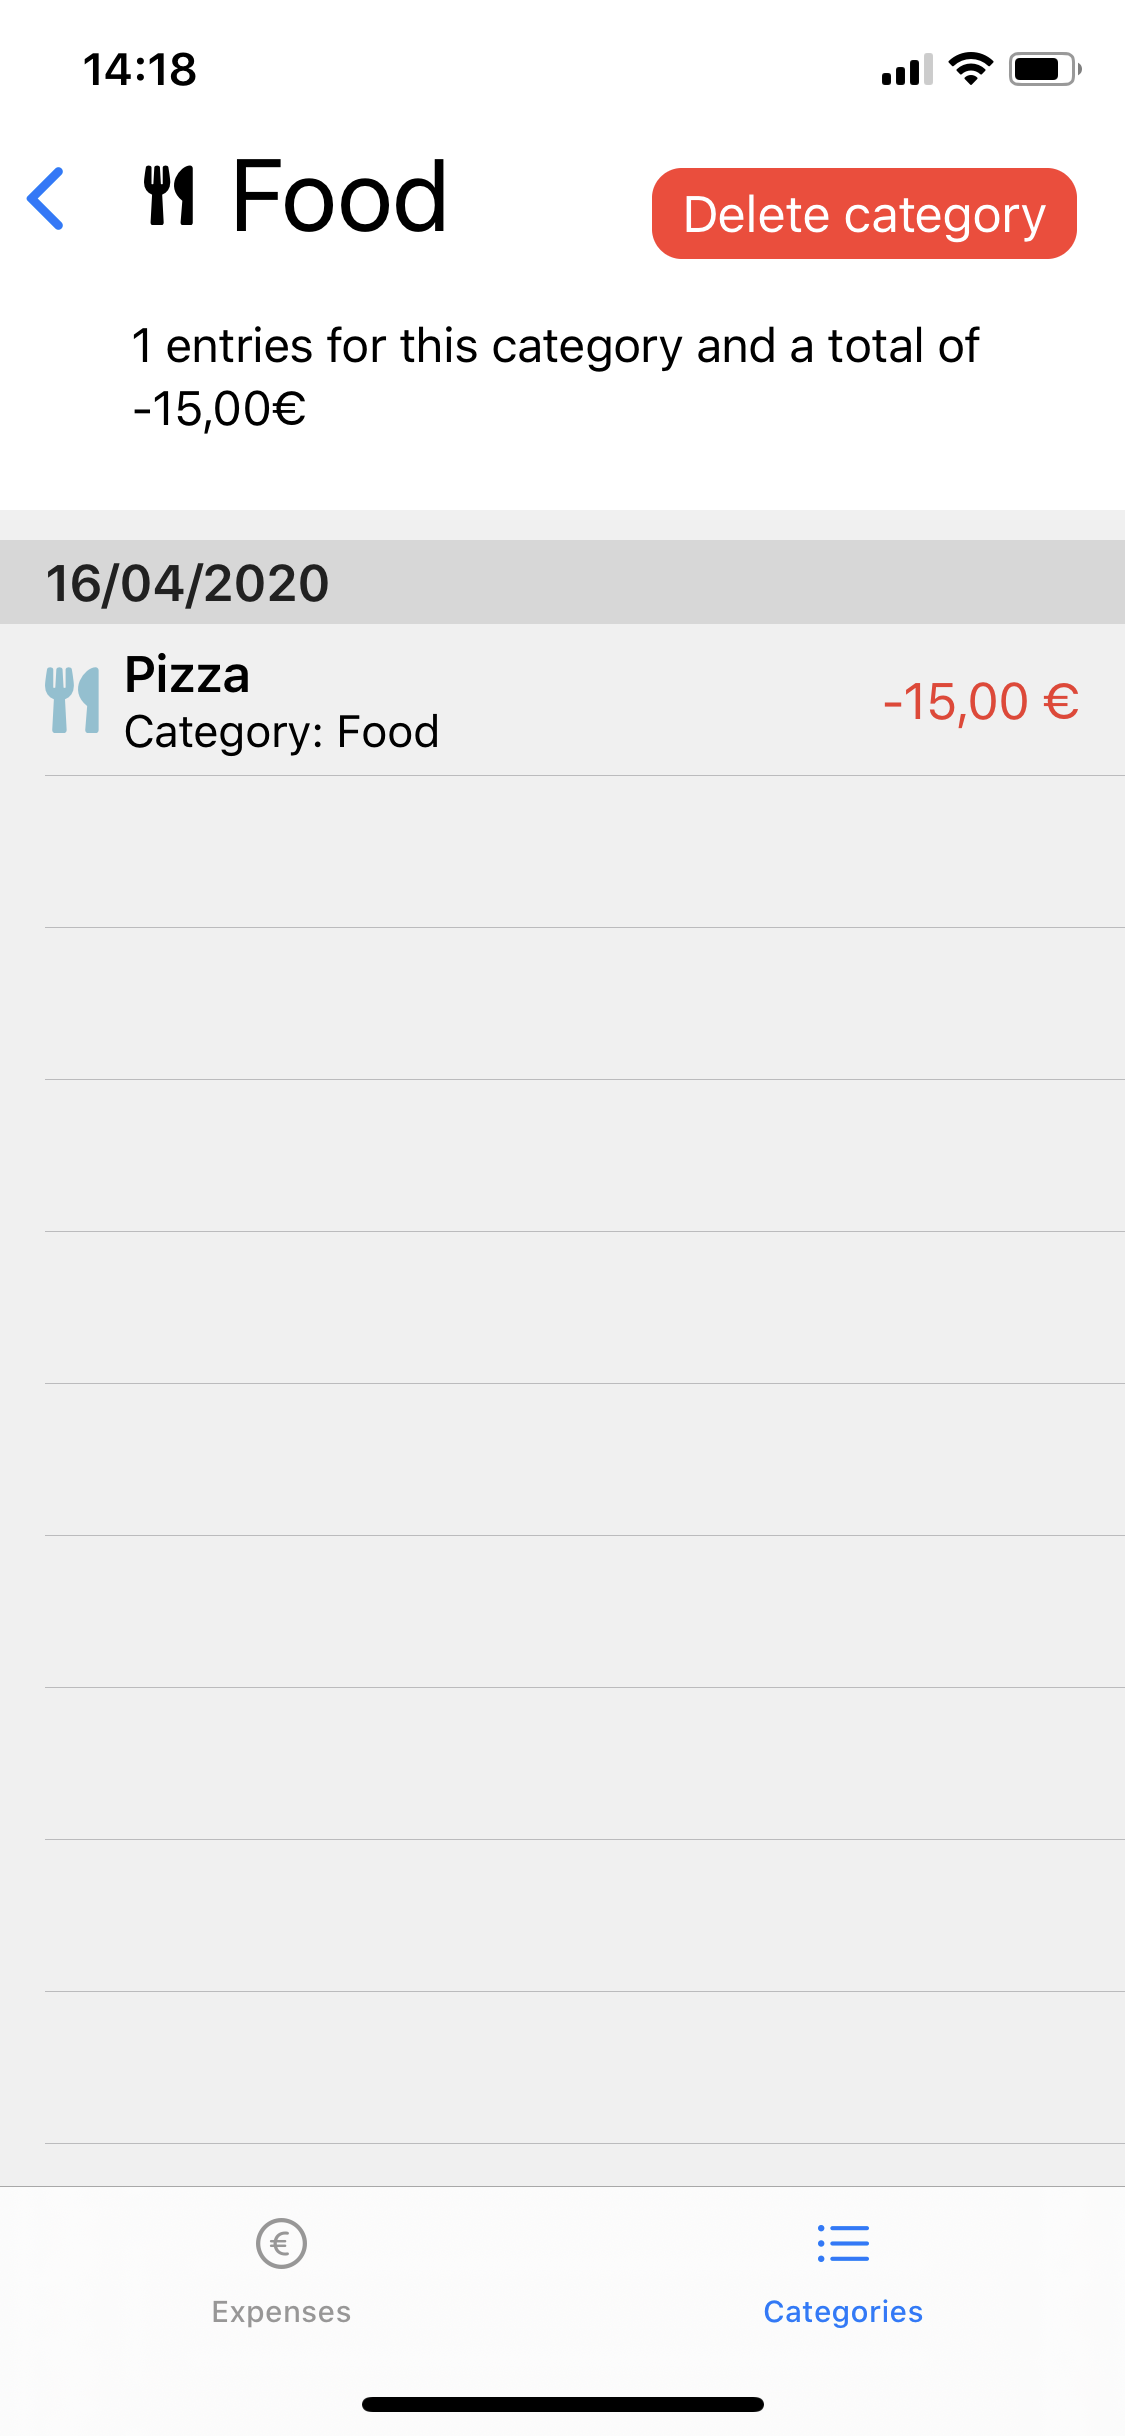 14:18
Food
Delete category
1 entries for this category and a total of
-15,00€
16/04/2020
Pizza
-15,00 €
Category: Food
€
Expenses
Categories